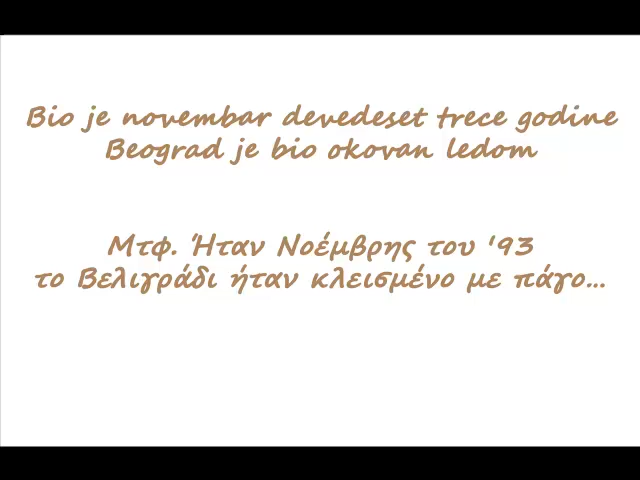 Bio je novembar devedeset trece godine
Beograd je bio okovan ledom
Μτφ. Ήταν Νοέμβρης του '93
το Βελιγράδι ήταν κλεισμένο με πάγο...